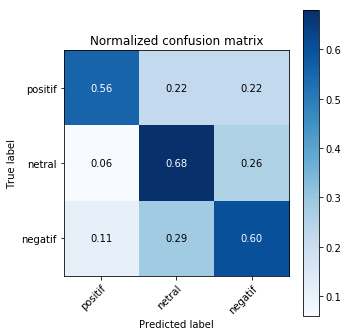 Normalized confusion matrix
True label
positif 0.56 0.22 0.22
netral 0.06 0.68 0.26
negatif 0.11 0.29 0.60
positif netral negatif
Predicted label
0.6
0.5
0.4
0.3
0.2
0.1